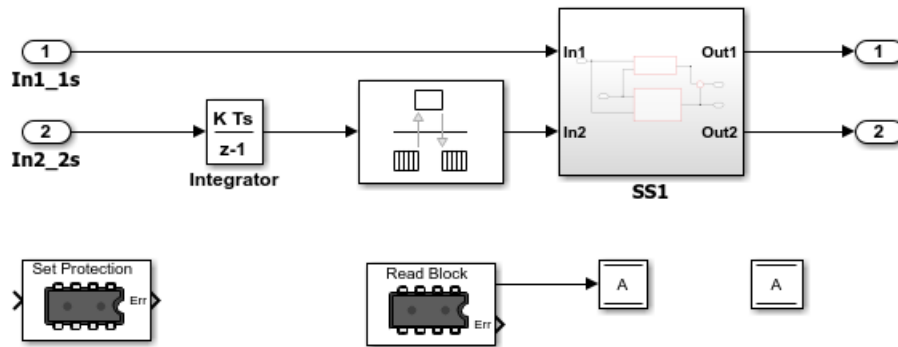 1
In1_1s
In1
Out1
1
2
In2_2s
K Ts
z-1
Integrator
In2
Out2
2
SS1
Set Protection
Err
Read Block
Err
A
A